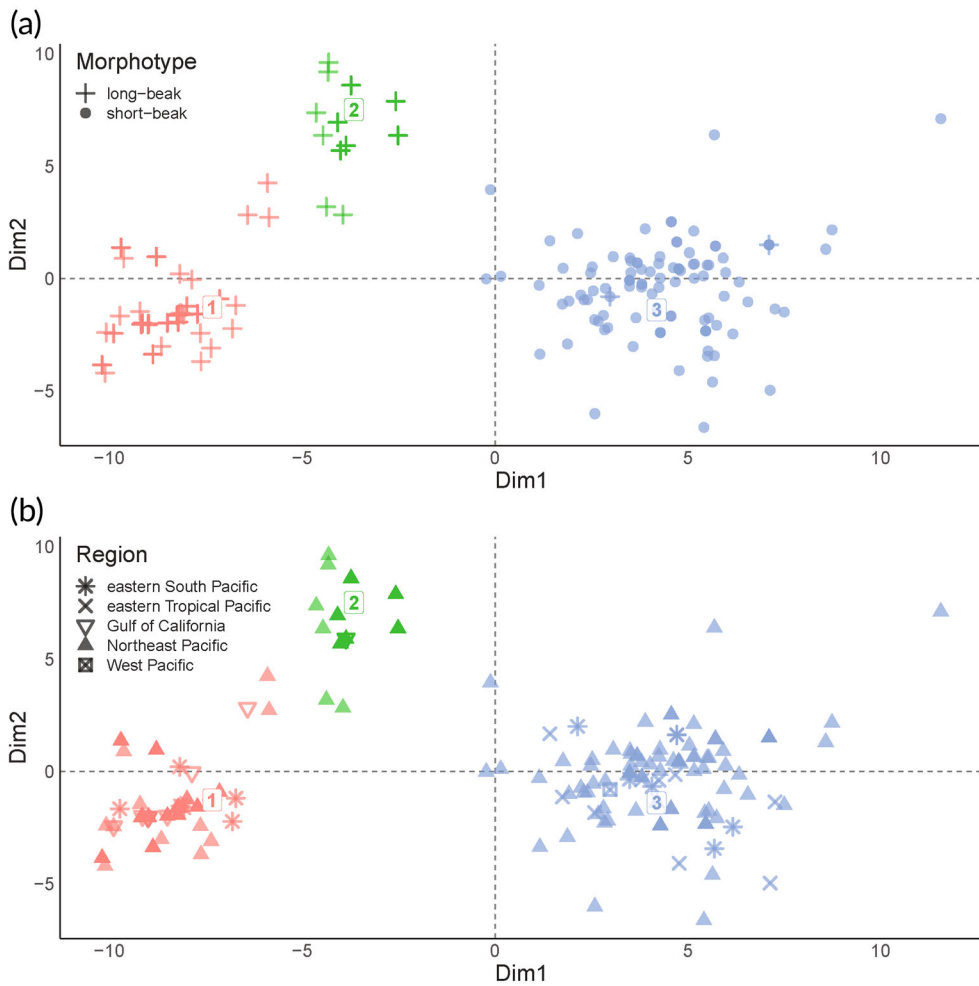 (a)
Morphotype
long−beak
short−beak
10
5
0
−5
Dim2
1
2
3
−10
−5
0
5
10
Dim1
(b)
Region
eastern South Pacific
eastern Tropical Pacific
Gulf of California
Northeast Pacific
West Pacific
10
5
0
−5
Dim2
1
2
3
−10
−5
0
5
10
Dim1